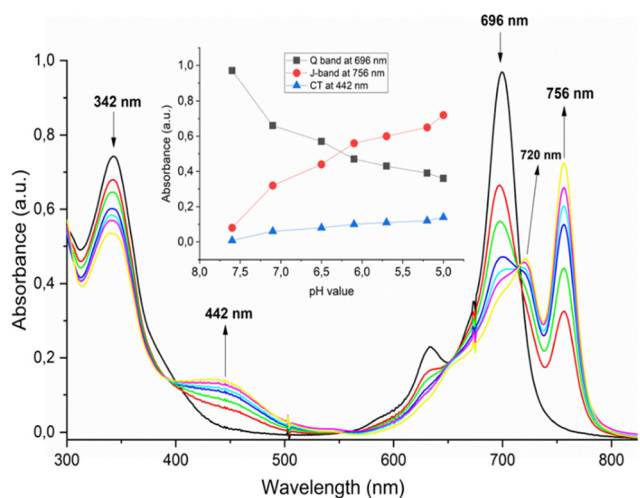 696 nm
1,0
342 nm
Q band at 696 nm
J-band at 756 nm
CT at 442 nm
756 nm
720 nm
1,0
0,8
0,6
0,4
0,2
0,0
Absorbance (a.u.)
8,0 7,5 7,0 6,5 6,0 5,5 5,0
pH value
0,8
0,6
0,4
0,2
0,0
Absorbance (a.u.)
442 nm
300 400 500 600 700 800
Wavelength (nm)